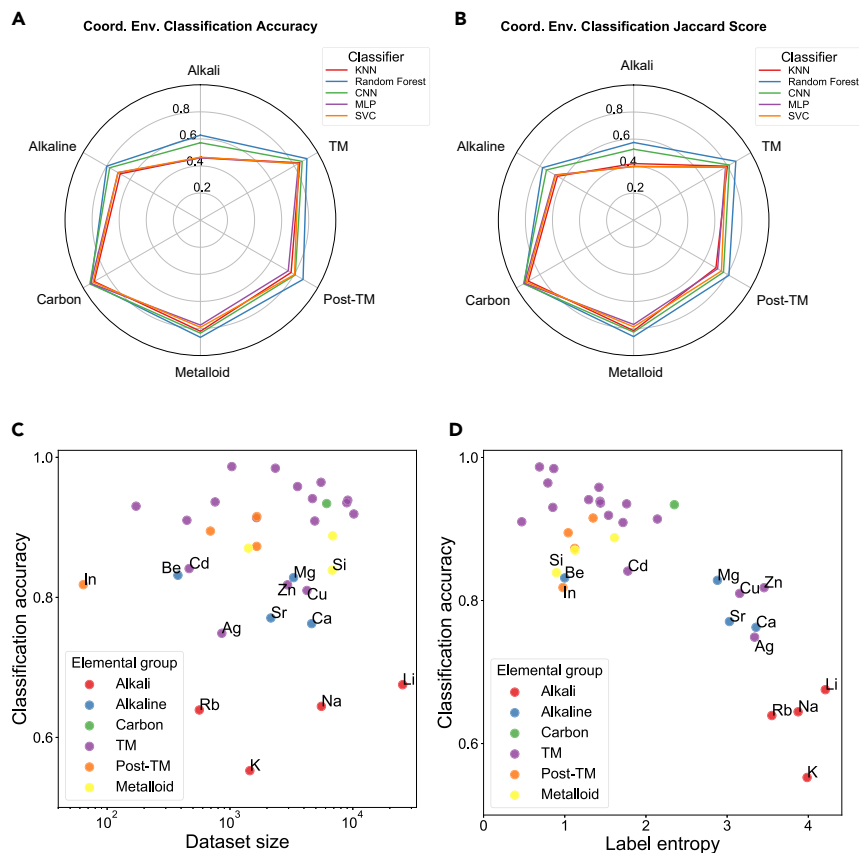 A
Coord. Env. Classification Accuracy
Classifier
KNN
Random Forest
CNN
MLP
SVC
Alkali
TM
Post-TM
Metalloid
Carbon
Alkaline
0.8
0.6
0.4
0.2
B
Coord. Env. Classification Jaccard Score
Classifier
KNN
Random Forest
CNN
MLP
SVC
Alkali
TM
Post-TM
Metalloid
Carbon
Alkaline
0.8
0.6
0.4
0.2
C
Classification accuracy
1.0
0.8
0.6
In
Be
Cd
Mg
Si
Zn
Cu
Sr
Ca
Ag
Li
Rb
Na
K
Elemental group
Alkali
Alkaline
Carbon
TM
Post-TM
Metalloid
10²
10³
10⁴
Dataset size
D
Classification accuracy
1.0
0.8
0.6
Si
Be
In
Cd
Mg
Zn
Cu
Sr
Ca
Ag
Li
Rb
Na
K
Elemental group
Alkali
Alkaline
Carbon
TM
Post-TM
Metalloid
0
1
2
3
4
Label entropy